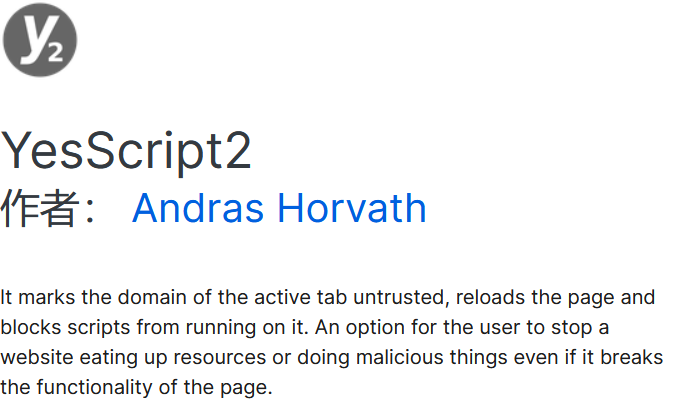 y2
YesScript2
作者： Andras Horvath
It marks the domain of the active tab untrusted, reloads the page and
blocks scripts from running on it. An option for the user to stop a
website eating up resources or doing malicious things even if it breaks
the functionality of the page.